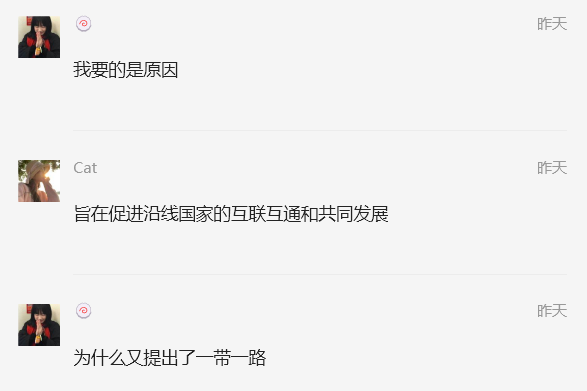 昨天
我要的是原因
Cat 昨天
旨在促进沿线国家的互联互通和共同发展
昨天
为什么又提出了一带一路